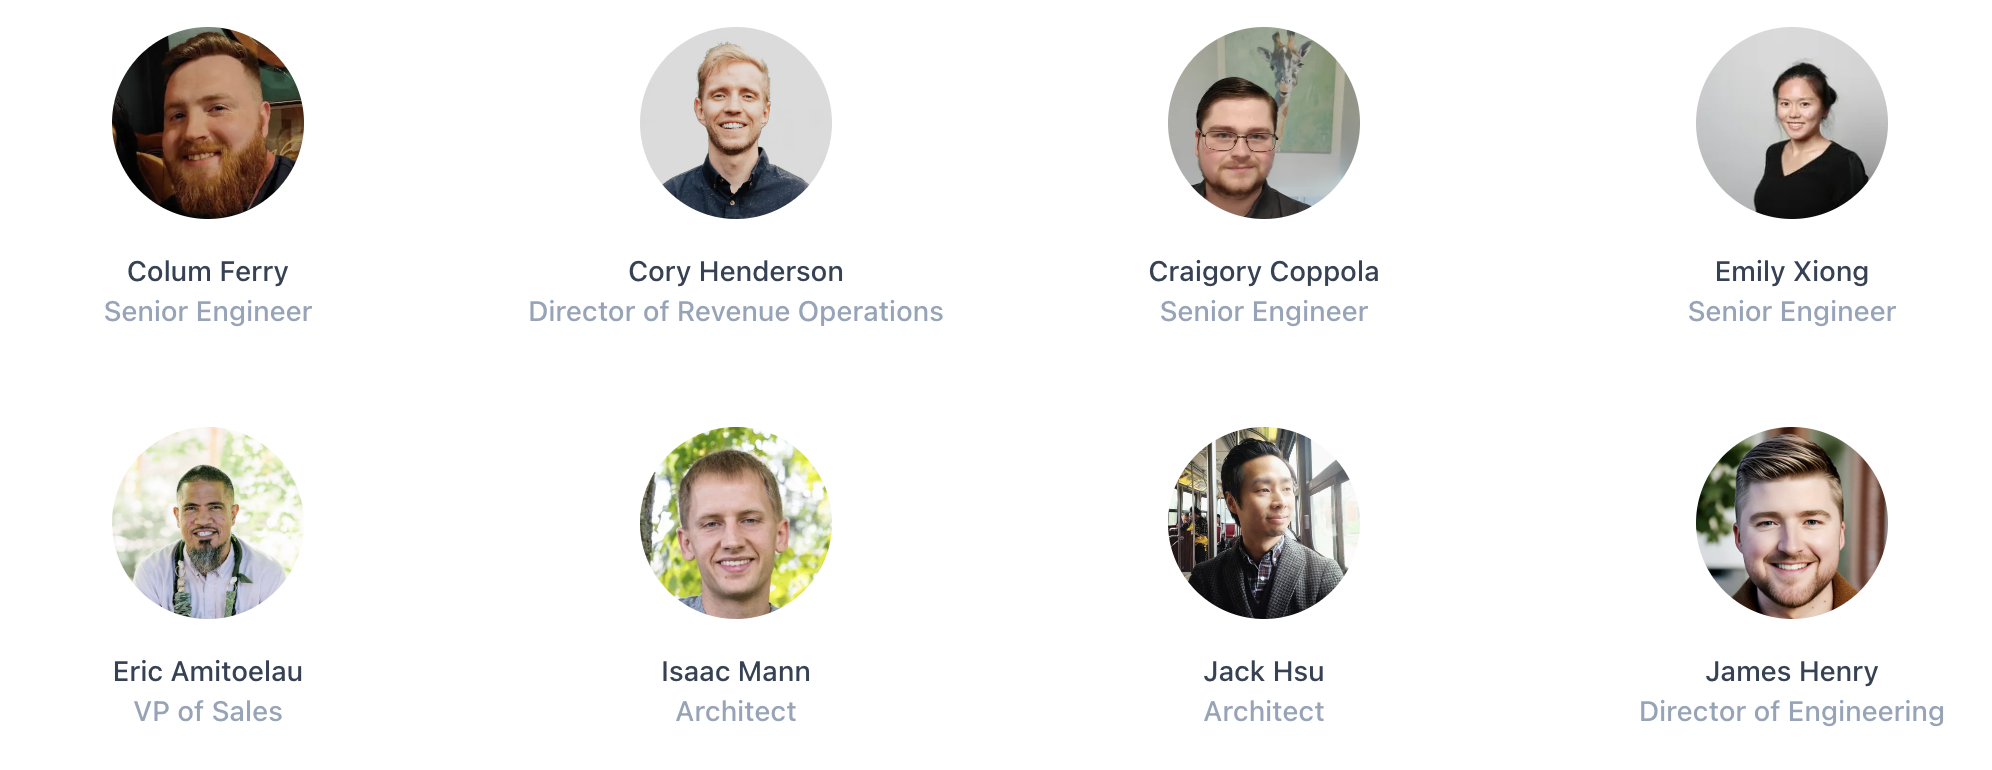 Colum Ferry
Senior Engineer
Cory Henderson
Director of Revenue Operations
Craigory Coppola
Senior Engineer
Emily Xiong
Senior Engineer
Eric Amitoelau
VP of Sales
Isaac Mann
Architect
Jack Hsu
Architect
James Henry
Director of Engineering